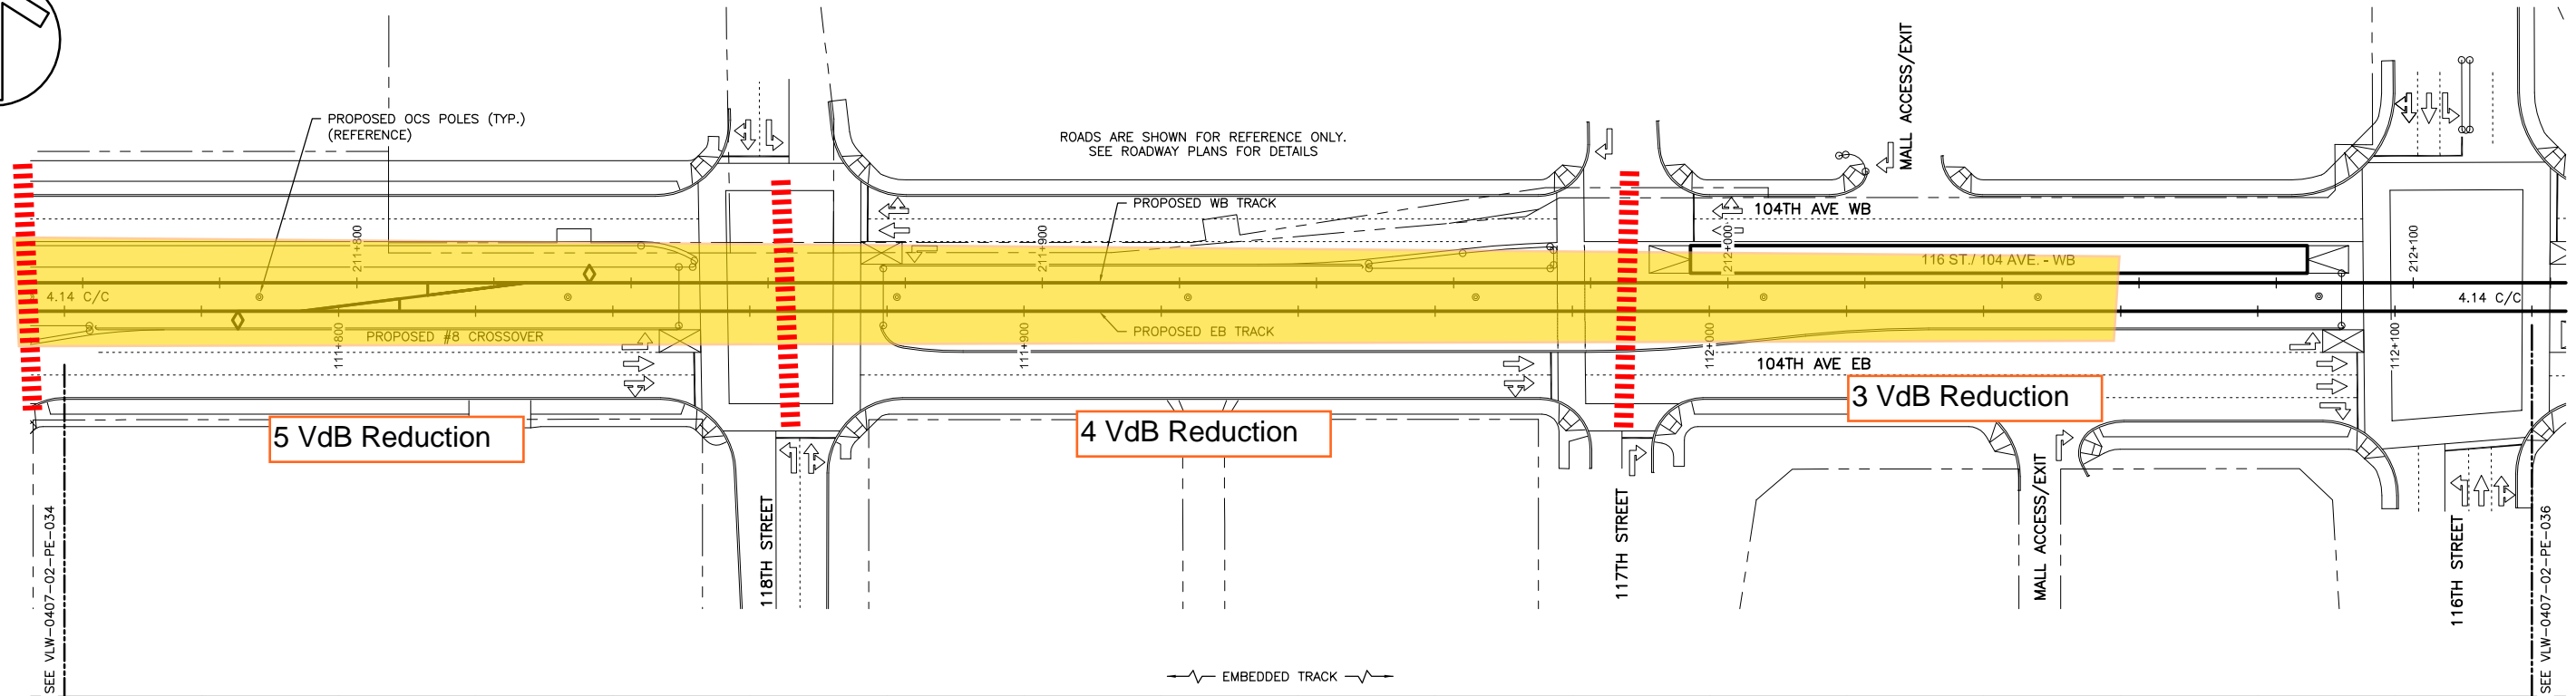 MALL ACCESS/EXIT
PROPOSED OCS POLES (TYP.)
(REFERENCE)
ROADS ARE SHOWN FOR REFERENCE ONLY.
SEE ROADWAY PLANS FOR DETAILS
PROPOSED WB TRACK
104TH AVE WB
211+800
211+900
212+000
212+100
116 ST./ 104 AVE. - WB
4.14 C/C
4.14 C/C
PROPOSED #8 CROSSOVER
PROPOSED EB TRACK
111+800
111+900
112+000
112+100
104TH AVE EB
5 VdB Reduction
4 VdB Reduction
3 VdB Reduction
SEE VLW-0407-02-PE-034
118TH STREET
117TH STREET
MALL ACCESS/EXIT
116TH STREET
SEE VLW-0407-02-PE-036
EMBEDDED TRACK